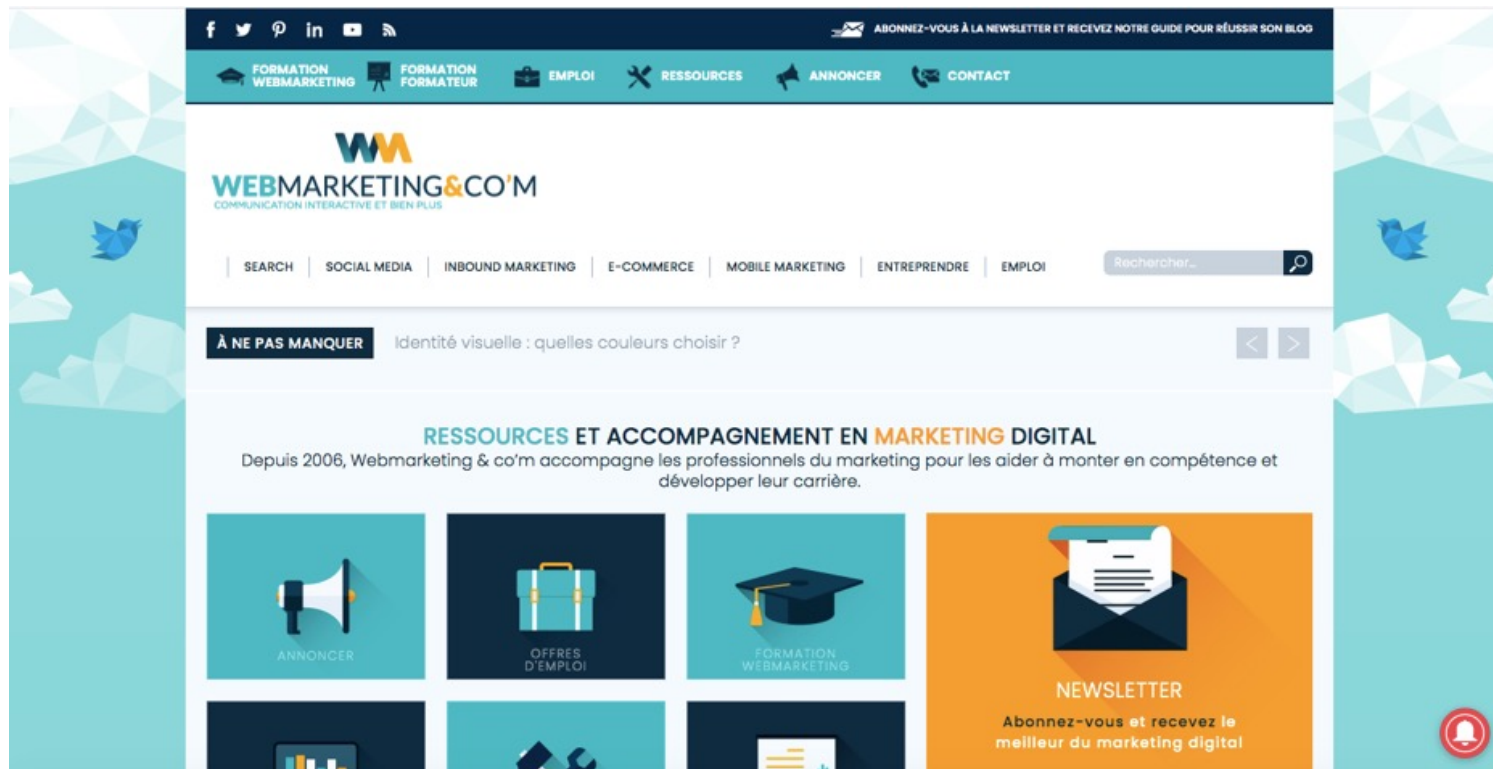 ABONNEZ-VOUS À LA NEWSLETTER ET RECEVEZ NOTRE GUIDE POUR RÉUSSIR SON BLOG
FORMATION WEBMARKETING
FORMATION FORMATEUR
EMPLOI
RESSOURCES
ANNONCER
CONTACT
WM
WEBMARKETING&CO'M
COMMUNICATION INTERACTIVE ET BIEN PLUS
SEARCH
SOCIAL MEDIA
INBOUND MARKETING
E-COMMERCE
MOBILE MARKETING
ENTREPRENDRE
EMPLOI
Rechercher...
À NE PAS MANQUER
Identité visuelle : quelles couleurs choisir ?
< >
RESSOURCES ET ACCOMPAGNEMENT EN MARKETING DIGITAL
Depuis 2006, Webmarketing & co'm accompagne les professionnels du marketing pour les aider à monter en compétence et
développer leur carrière.
ANNONCER
OFFRES
D'EMPLOI
FORMATION
WEBMARKETING
NEWSLETTER
Abonnez-vous et recevez le
meilleur du marketing digital